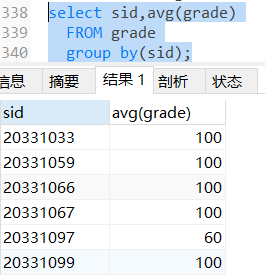 338 select sid,avg(grade)
339 FROM grade
340 group by(sid);
信息 摘要 结果 1 剖析 状态
sid avg(grade)
20331033 100
20331059 100
20331066 100
20331067 100
20331097 60
20331099 100